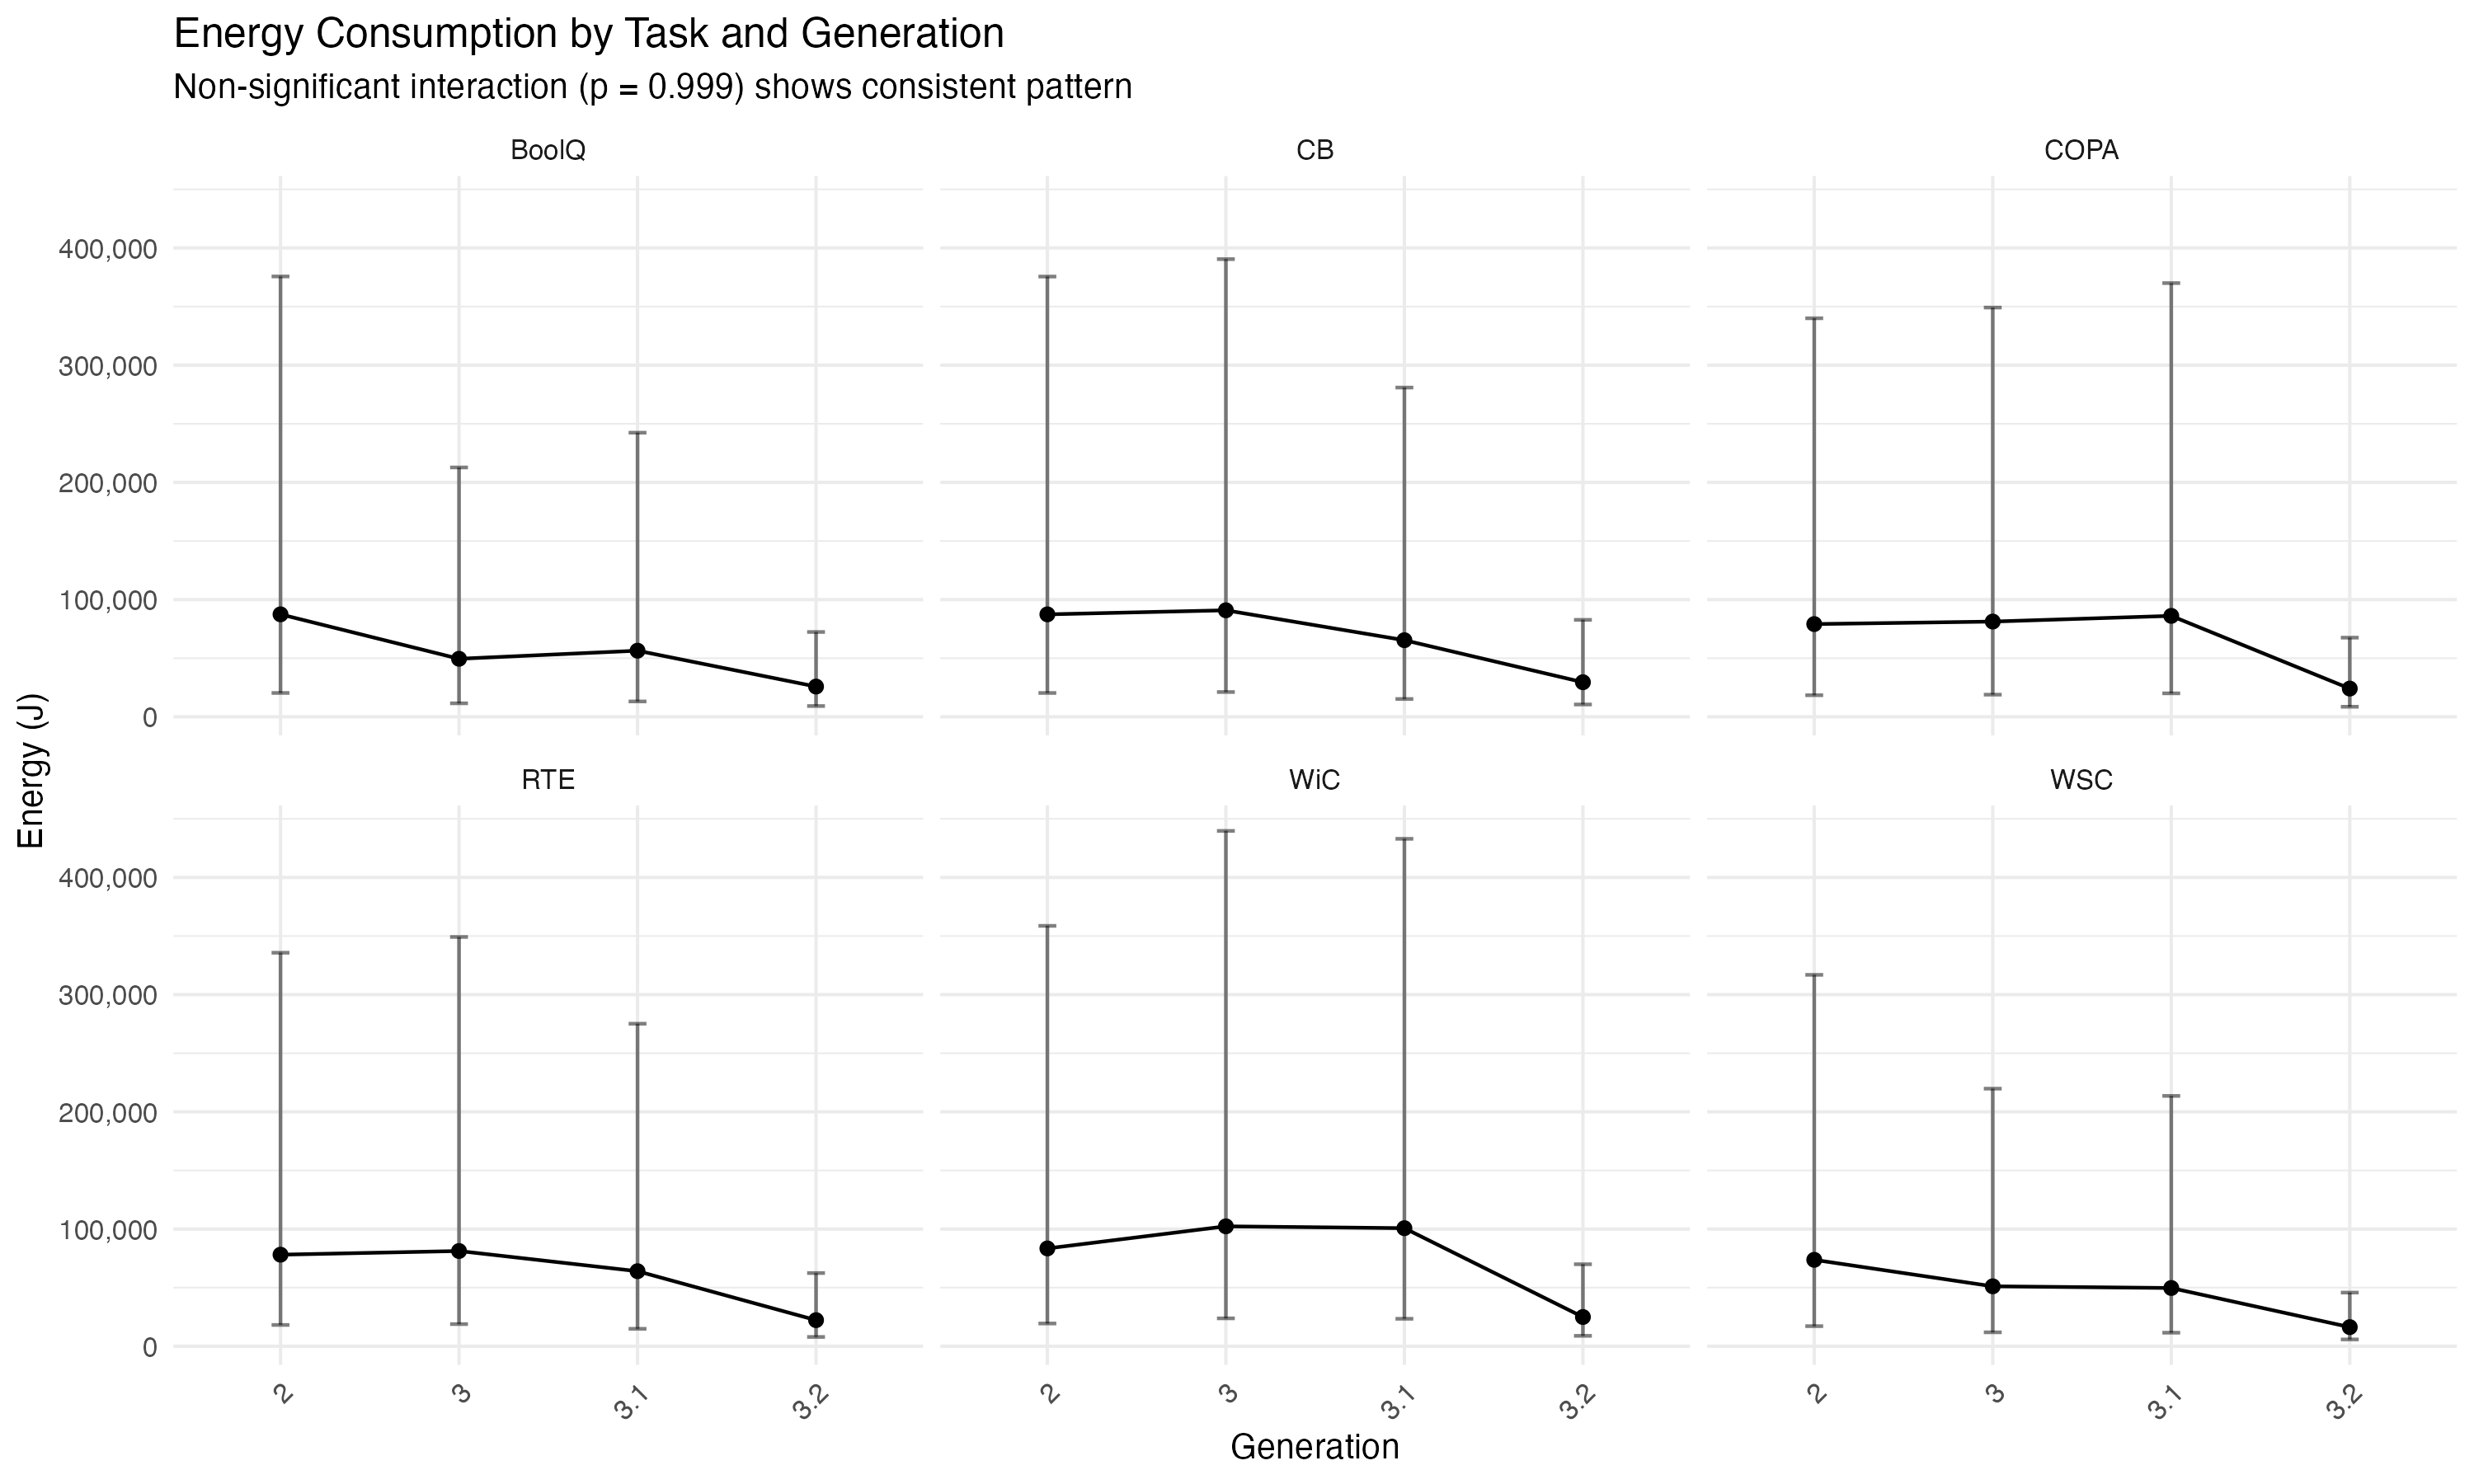 Energy Consumption by Task and Generation
Non-significant interaction (p = 0.999) shows consistent pattern
BoolQ
CB
COPA
400,000
300,000
200,000
100,000
0
Energy (J)
RTE
WiC
WSC
400,000
300,000
200,000
100,000
0
2
3
3.1
3.2
2
3
3.1
3.2
2
3
3.1
3.2
Generation